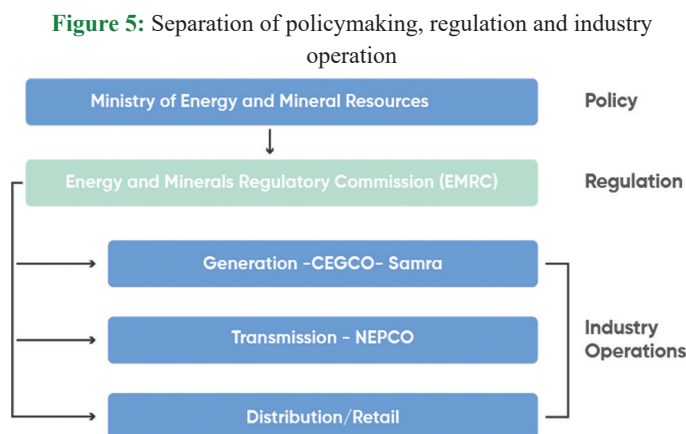 Figure 5: Separation of policymaking, regulation and industry
operation
Ministry of Energy and Mineral Resources
Policy
Energy and Minerals Regulatory Commission (EMRC)
Regulation
Generation -CEGCO- Samra
Transmission - NEPCO
Industry
Operations
Distribution/Retail